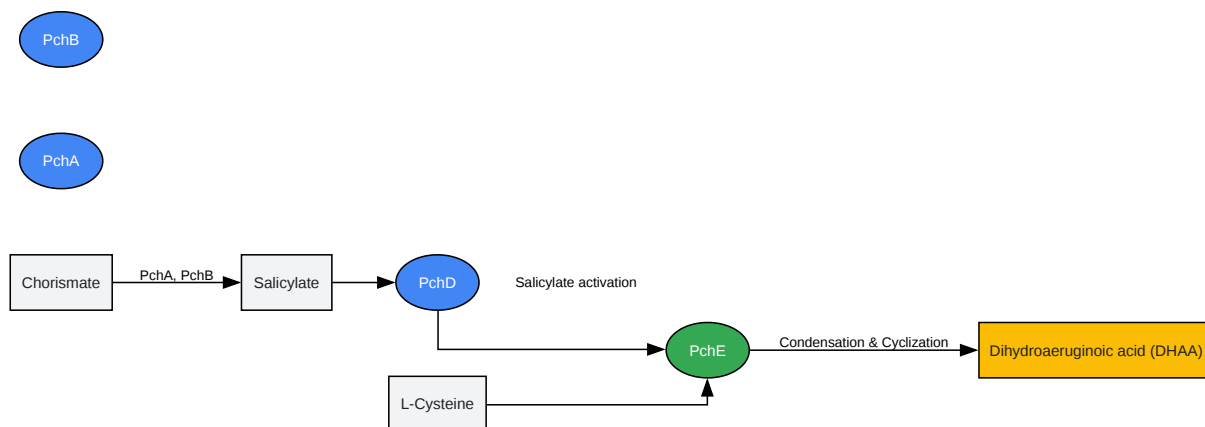 PchB
PchA
Chorismate
PchA, PchB
Salicylate
PchD
Salicylate activation
PchE
Condensation & Cyclization
Dihydroaeruginoic acid (DHAA)
L-Cysteine